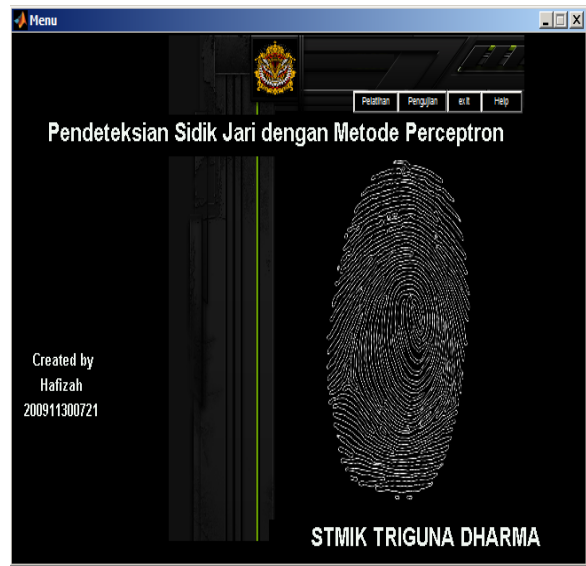 Menu
Pelatihan Pengujian exit Help
Pendeteksian Sidik Jari dengan Metode Perceptron
Created by
Hafizah
200911300721
STMIK TRIGUNA DHARMA